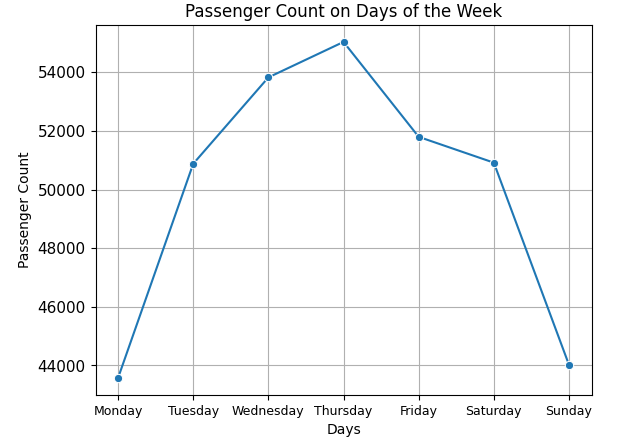 Passenger Count on Days of the Week
Passenger Count
54000
52000
50000
48000
46000
44000
Monday Tuesday Wednesday Thursday Friday Saturday Sunday
Days